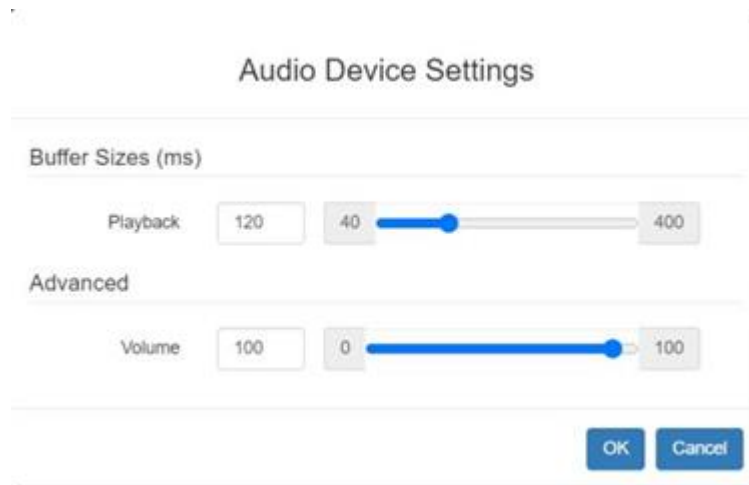 Audio Device Settings
Buffer Sizes (ms)
Playback 120 40 400
Advanced
Volume 100 0 100
OK Cancel